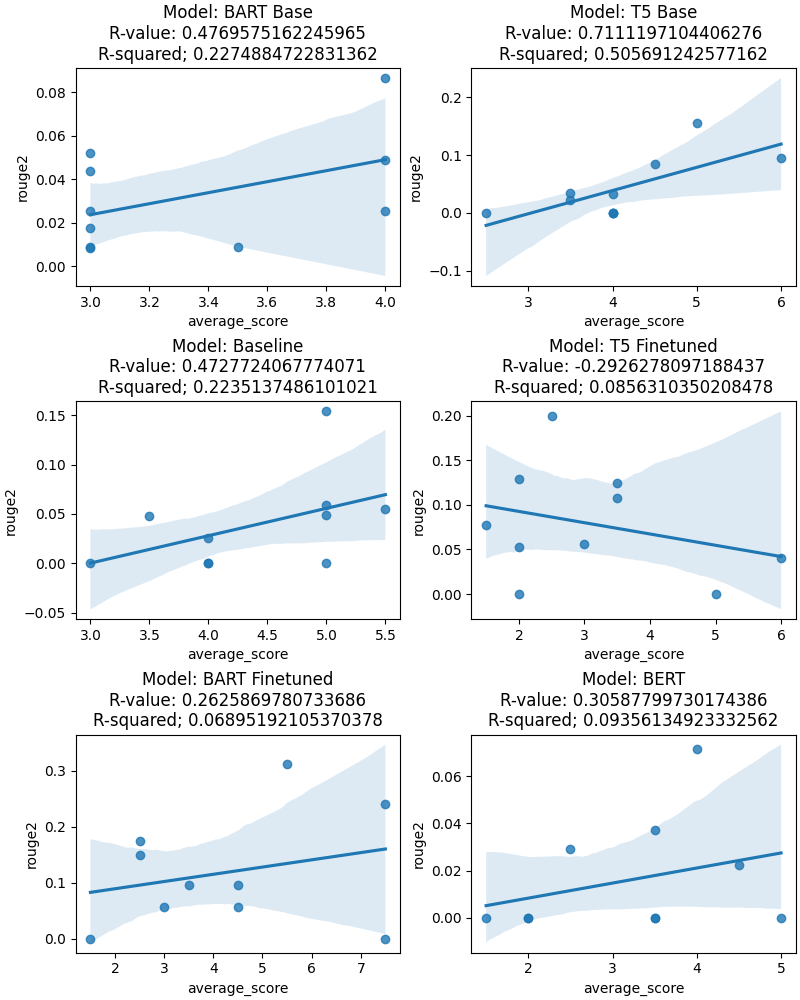 Model: BART Base
R-value: 0.4769575162245965
R-squared; 0.2274884722831362
0.08
0.06
0.04
0.02
0.00
rouge2
3.0 3.2 3.4 3.6 3.8 4.0
average_score
Model: T5 Base
R-value: 0.7111197104406276
R-squared; 0.505691242577162
0.2
0.1
0.0
−0.1
rouge2
3 4 5 6
average_score
Model: Baseline
R-value: 0.4727724067774071
R-squared; 0.2235137486101021
0.15
0.10
0.05
0.00
−0.05
rouge2
3.0 3.5 4.0 4.5 5.0 5.5
average_score
Model: T5 Finetuned
R-value: -0.2926278097188437
R-squared; 0.0856310350208478
0.20
0.15
0.10
0.05
0.00
rouge2
2 3 4 5 6
average_score
Model: BART Finetuned
R-value: 0.2625869780733686
R-squared; 0.06895192105370378
0.3
0.2
0.1
0.0
rouge2
2 3 4 5 6 7
average_score
Model: BERT
R-value: 0.30587799730174386
R-squared; 0.09356134923332562
0.06
0.04
0.02
0.00
rouge2
2 3 4 5
average_score